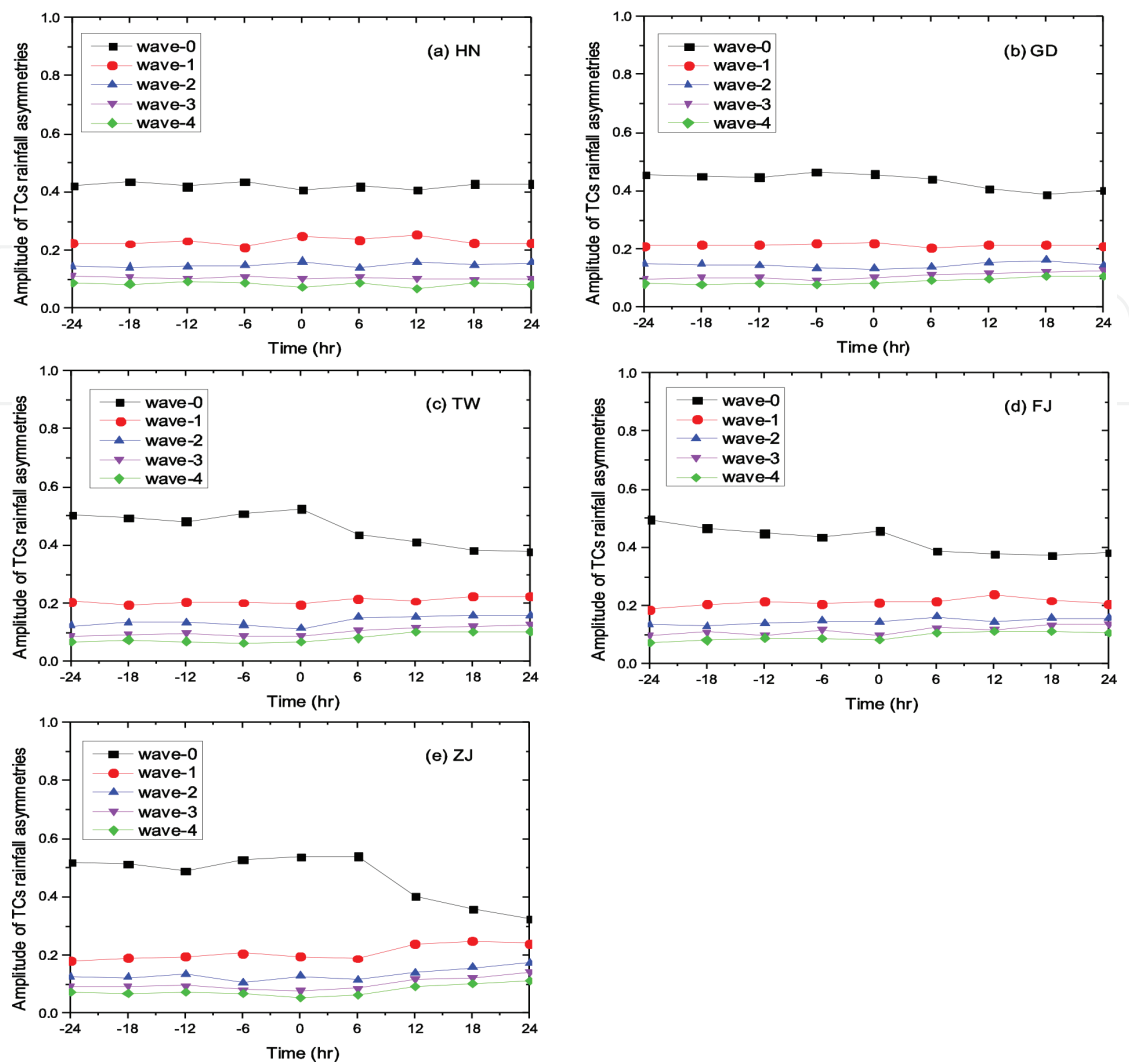 (a) HN
wave-0
wave-1
wave-2
wave-3
wave-4
Amplitude of TCs rainfall asymmetries
1.0
0.8
0.6
0.4
0.2
0.0
-24 -18 -12 -6 0 6 12 18 24
Time (hr)
(b) GD
wave-0
wave-1
wave-2
wave-3
wave-4
Amplitude of TCs rainfall asymmetries
1.0
0.8
0.6
0.4
0.2
0.0
-24 -18 -12 -6 0 6 12 18 24
Time (hr)
(c) TW
wave-0
wave-1
wave-2
wave-3
wave-4
Amplitude of TCs rainfall asymmetries
1.0
0.8
0.6
0.4
0.2
0.0
-24 -18 -12 -6 0 6 12 18 24
Time (hr)
(d) FJ
wave-0
wave-1
wave-2
wave-3
wave-4
Amplitude of TCs rainfall asymmetries
1.0
0.8
0.6
0.4
0.2
0.0
-24 -18 -12 -6 0 6 12 18 24
Time (hr)
(e) ZJ
wave-0
wave-1
wave-2
wave-3
wave-4
Amplitude of TCs rainfall asymmetries
1.0
0.8
0.6
0.4
0.2
0.0
-24 -18 -12 -6 0 6 12 18 24
Time (hr)